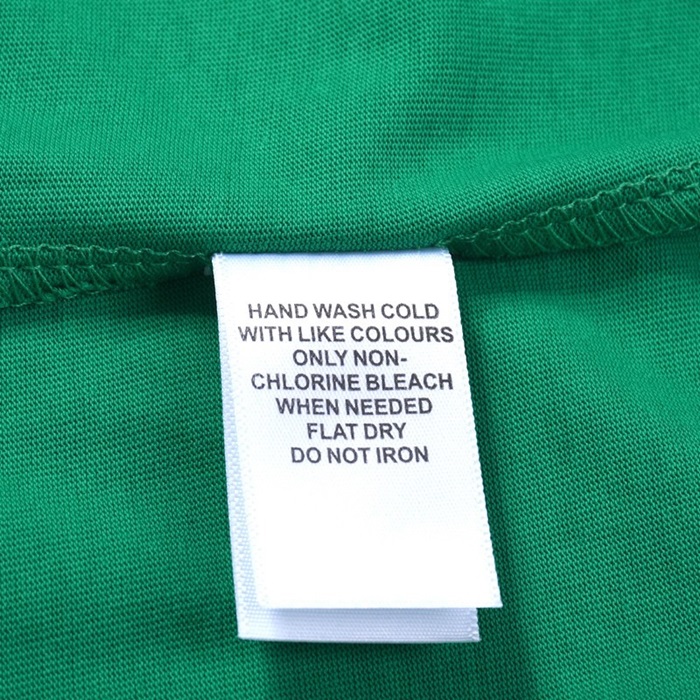 HAND WASH COLD
WITH LIKE COLOURS
ONLY NON-
CHLORINE BLEACH
WHEN NEEDED
FLAT DRY
DO NOT IRON